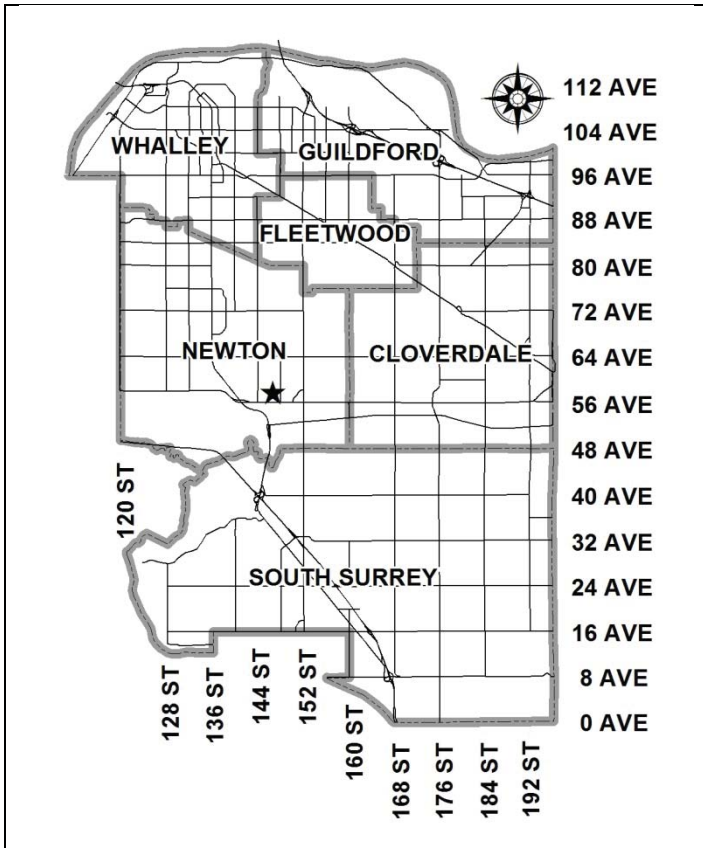 112 AVE
104 AVE
WHALLEY
GUILDFORD
96 AVE
88 AVE
FLEETWOOD
80 AVE
72 AVE
NEWTON
CLOVERDALE
64 AVE
56 AVE
48 AVE
120 ST
40 AVE
32 AVE
SOUTH SURREY
24 AVE
16 AVE
8 AVE
128 ST
136 ST
144 ST
152 ST
160 ST
0 AVE
168 ST
176 ST
184 ST
192 ST